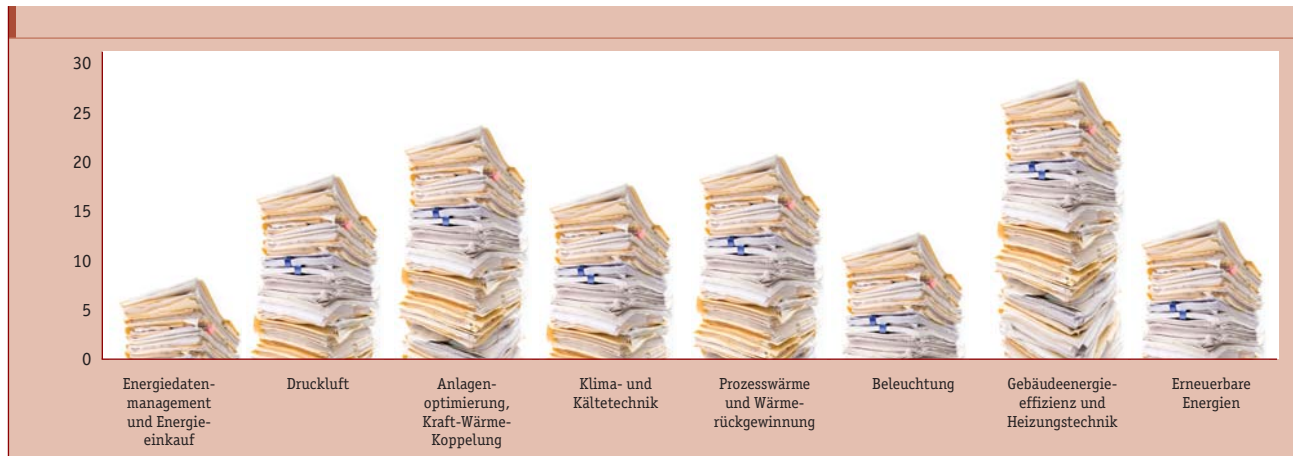 30
25
20
15
10
5
0
Energiedaten-
management
und Energie-
einkauf
Druckluft
Anlagen-
optimierung,
Kraft-Wärme-
Koppelung
Klima- und
Kältetechnik
Prozesswärme
und Wärme-
rückgewinnung
Beleuchtung
Gebäudeenergie-
effizienz und
Heizungstechnik
Erneuerbare
Energien